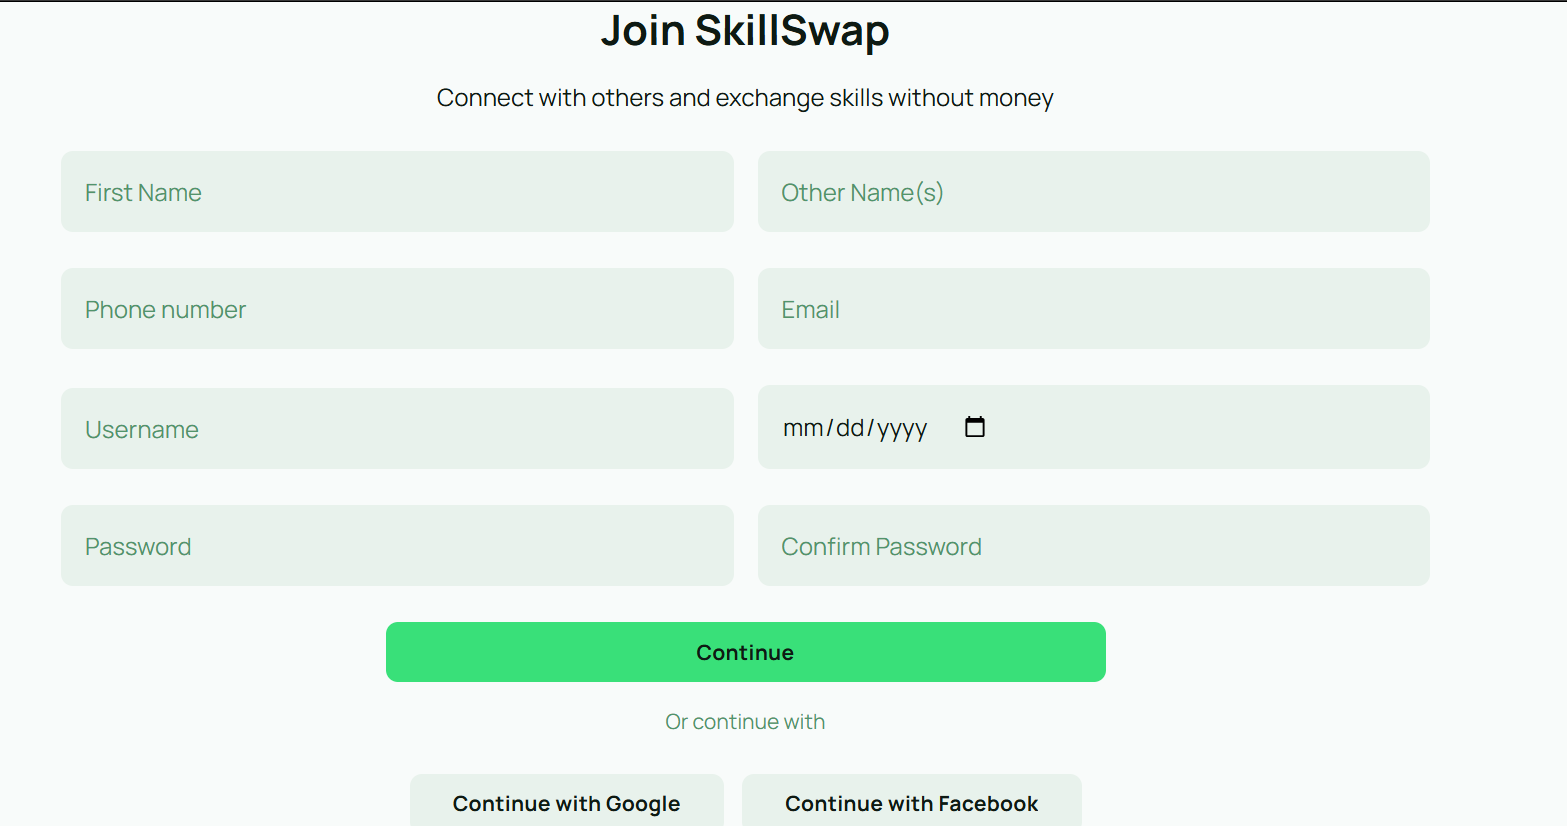 Join SkillSwap
Connect with others and exchange skills without money
First Name
Other Name(s)
Phone number
Email
Username
mm/dd/yyyy
Password
Confirm Password
Continue
Or continue with
Continue with Google
Continue with Facebook